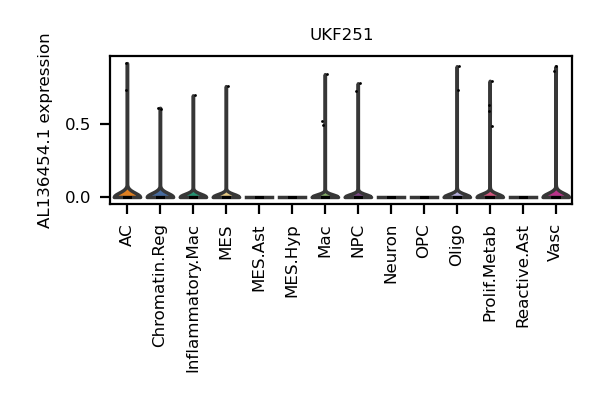 UKF251
AL136454.1 expression
0.5
0.0
AC
Chromatin.Reg
Inflammatory.Mac
MES
MES.Ast
MES.Hyp
Mac
NPC
Neuron
OPC
Oligo
Prolif.Metab
Reactive.Ast
Vasc